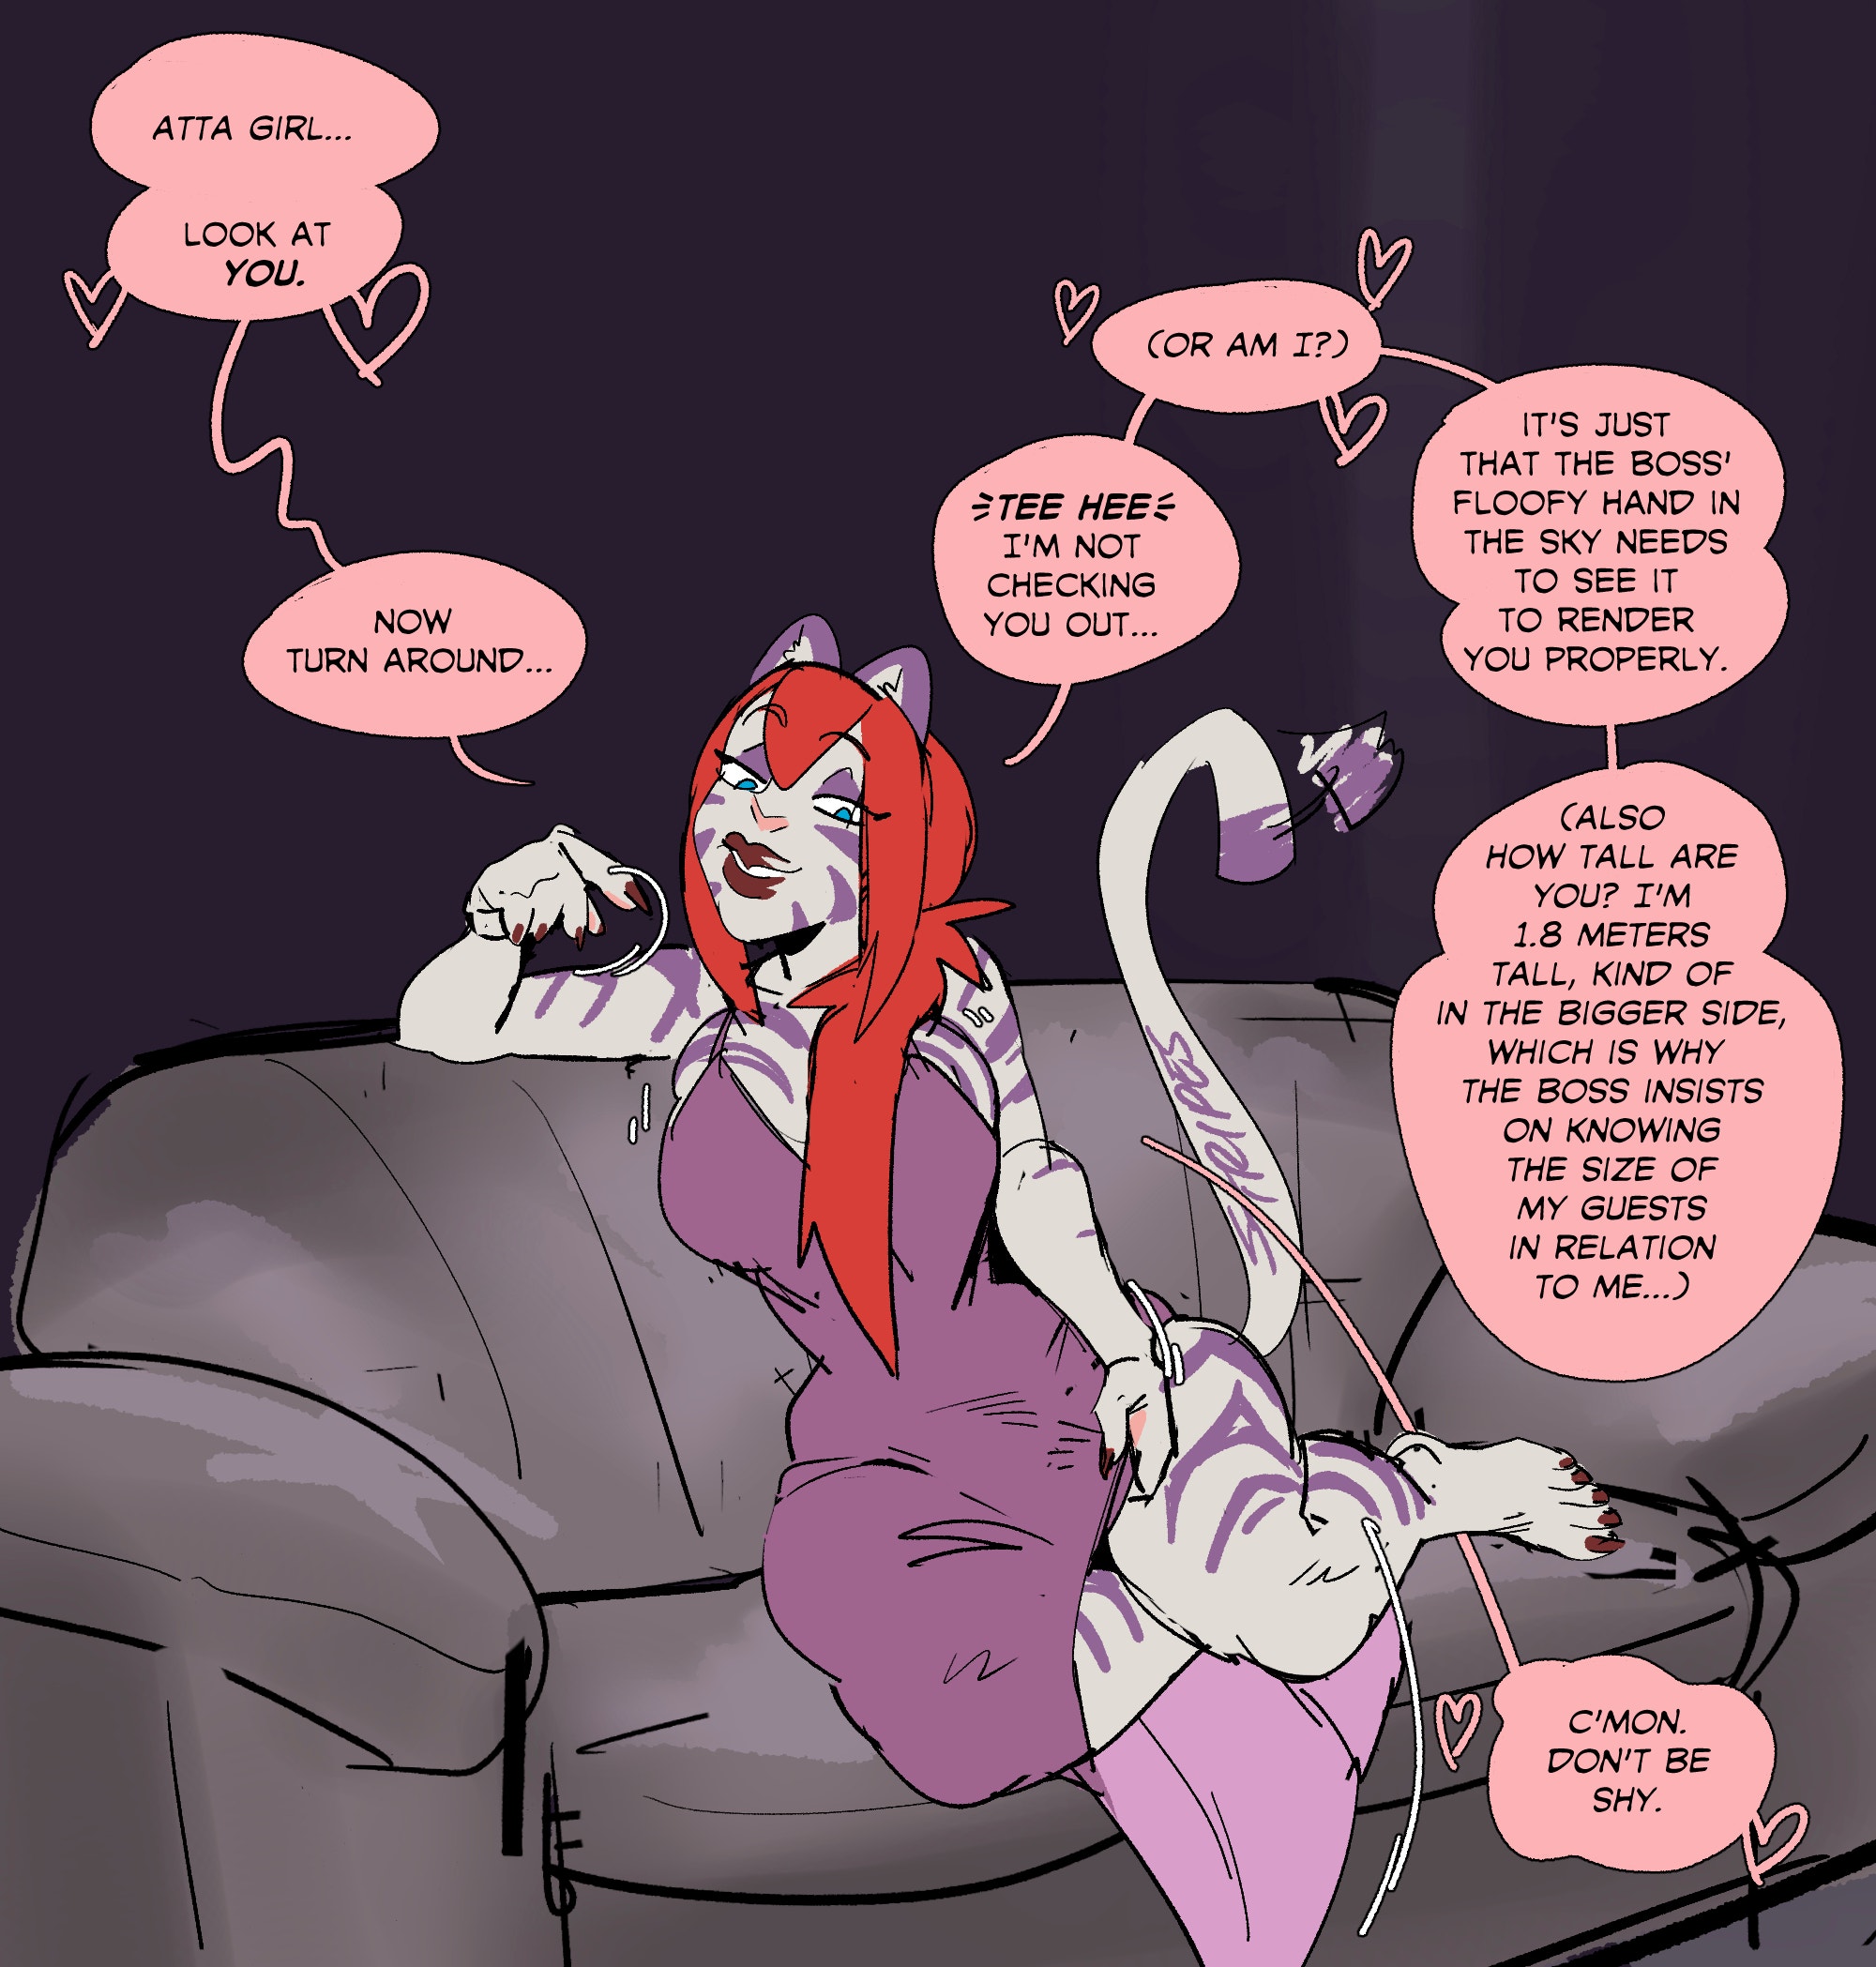 ATTA GIRL...
LOOK AT
YOU.
NOW
TURN AROUND...
TEE HEE
I'M NOT
CHECKING
YOU OUT...
(OR AM I?)
IT'S JUST
THAT THE BOSS'
FLOOFY HAND IN
THE SKY NEEDS
TO SEE IT
TO RENDER
YOU PROPERLY.
(ALSO
HOW TALL ARE
YOU? I'M
1.8 METERS
TALL, KIND OF
IN THE BIGGER SIDE,
WHICH IS WHY
THE BOSS INSISTS
ON KNOWING
THE SIZE OF
MY GUESTS
IN RELATION
TO ME...)
C'MON.
DON'T BE
SHY.
STRIPES